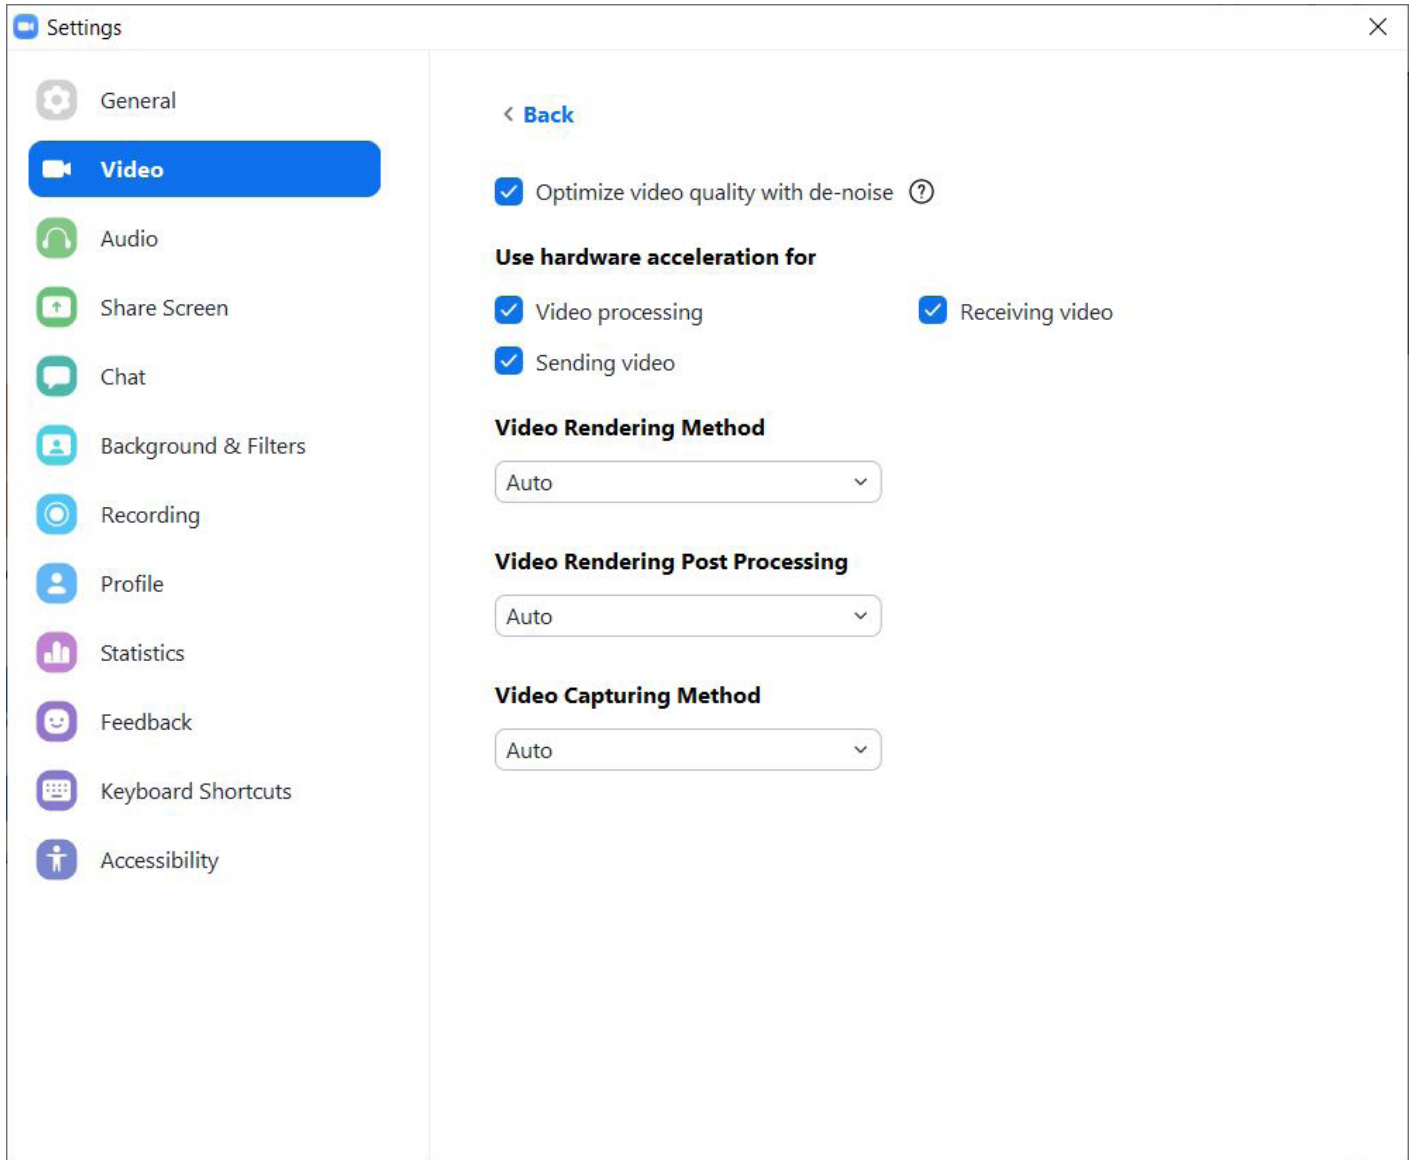 Settings
General
Video
Audio
Share Screen
Chat
Background & Filters
Recording
Profile
Statistics
Feedback
Keyboard Shortcuts
Accessibility
Back
Optimize video quality with de-noise ?
Use hardware acceleration for
Video processing Receiving video
Sending video
Video Rendering Method
Auto
Video Rendering Post Processing
Auto
Video Capturing Method
Auto